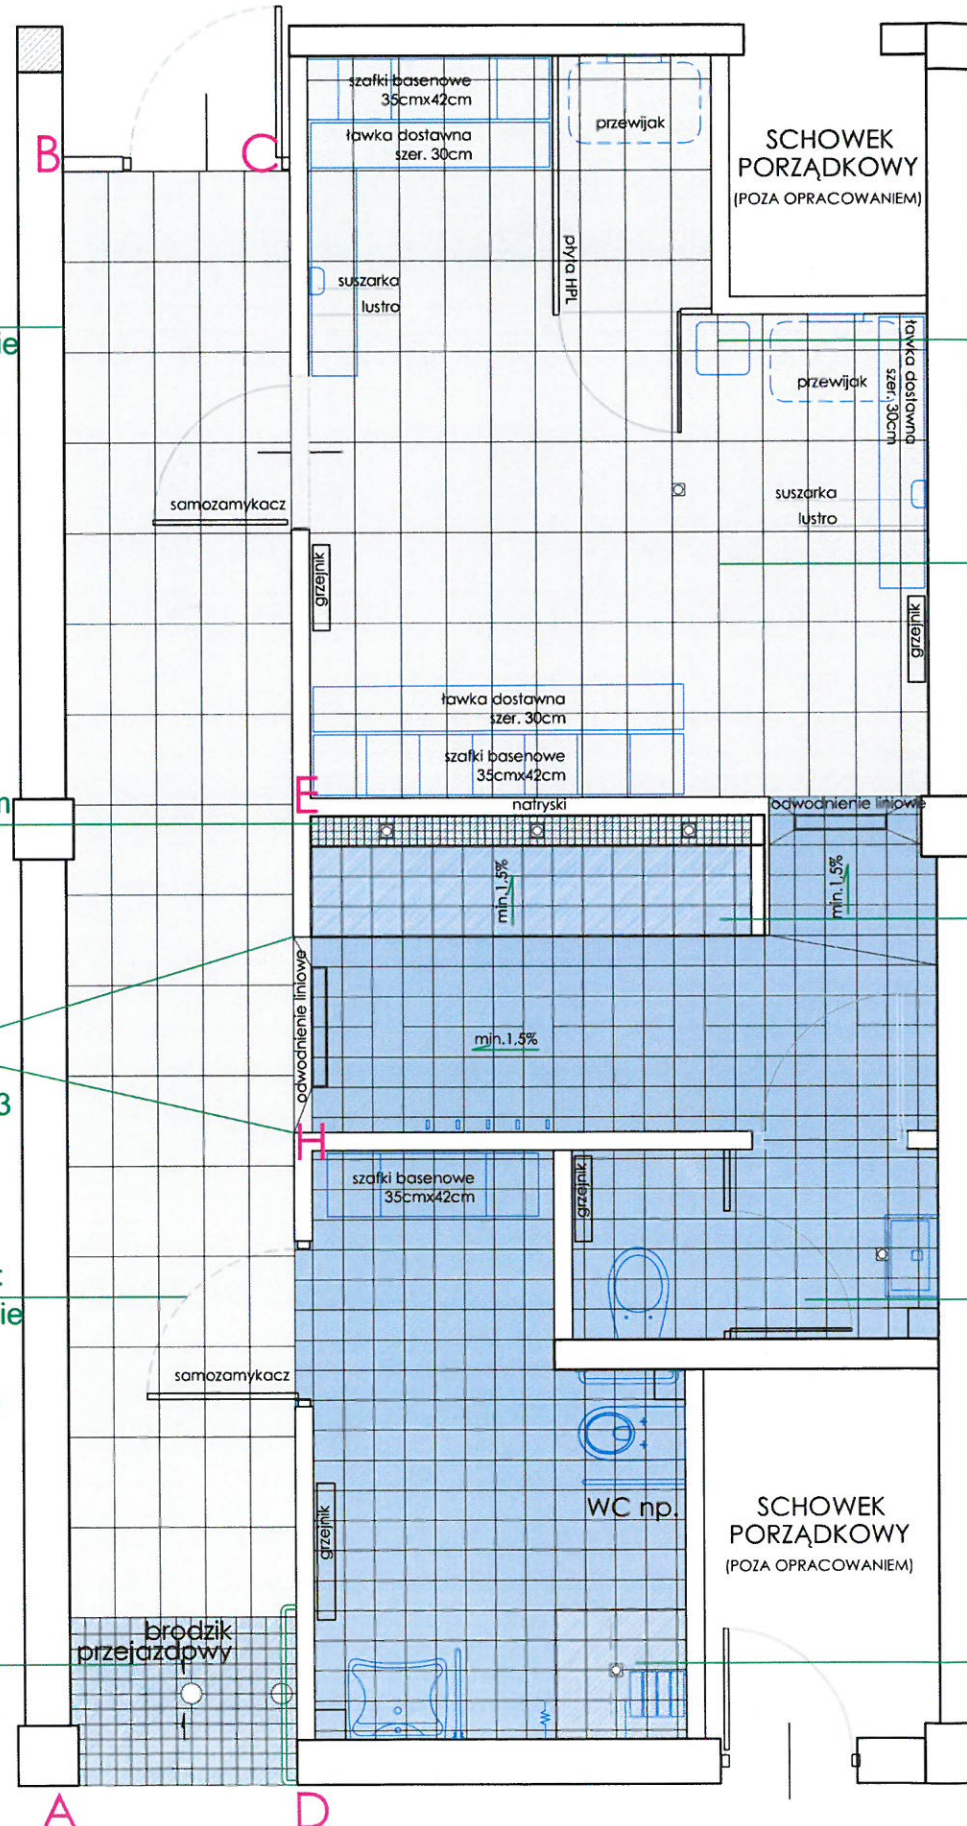 szafki basenowe
35cmx42cm
ławka dostawna
szer. 30cm
przewijak
SCHOWEK
PORZĄDKOWY
(POZA OPRACOWANIEM)
B
C
płyta HPL
suszarka
lustro
ie
przewijak
ławka dostawna
szer. 30cm
suszarka
lustro
samozamykacz
grzejnik
grzejnik
ławka dostawna
szer. 30cm
szafki basenowe
35cmx42cm
E
m
natryski
odwodnienie liniowe
min.1,5%
min.1,5%
odwodnienie liniowe
min.1,5%
3
H
szafki basenowe
35cmx42cm
grzejnik
ie
samozamykacz
grzejnik
WC np.
SCHOWEK
PORZĄDKOWY
(POZA OPRACOWANIEM)
brodzik
przejazdowy
A
D